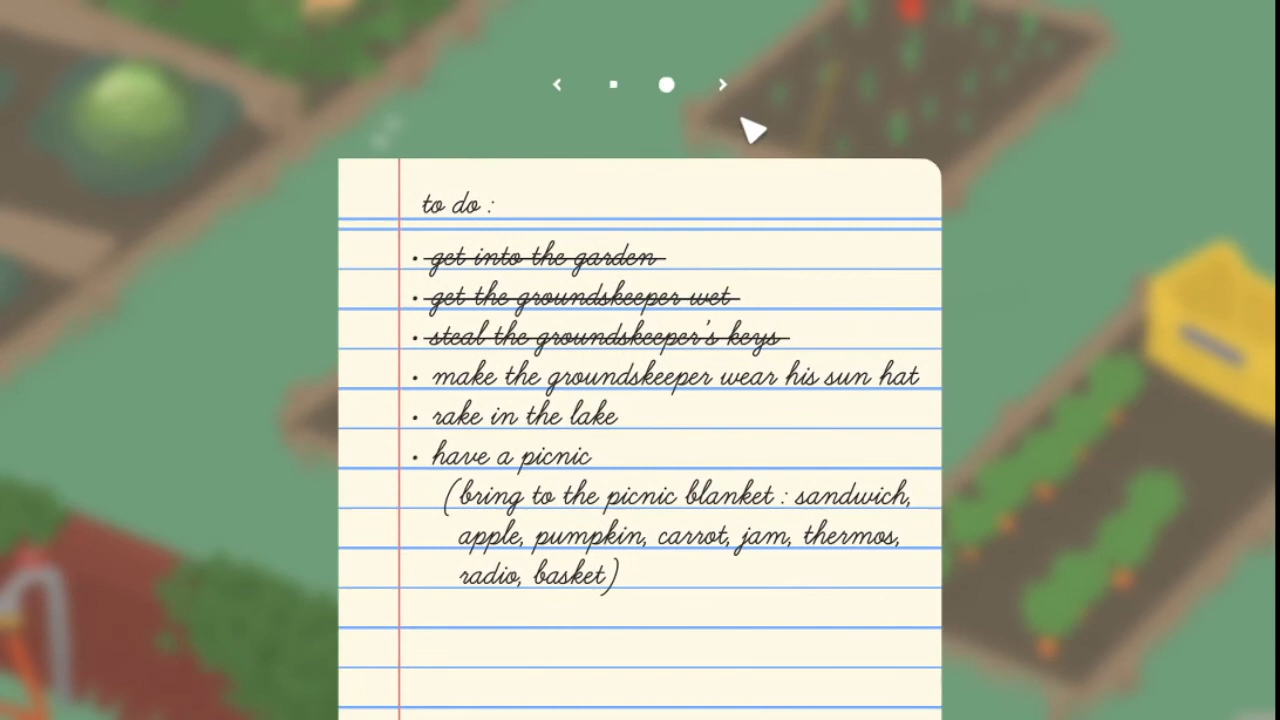 to do :
· get into the garden
· get the groundskeeper wet
· steal the groundskeeper's keys
· make the groundskeeper wear his sun hat
· rake in the lake
· have a picnic
(bring to the picnic blanket : sandwich,
apple, pumpkin, carrot, jam, thermos,
radio, basket)